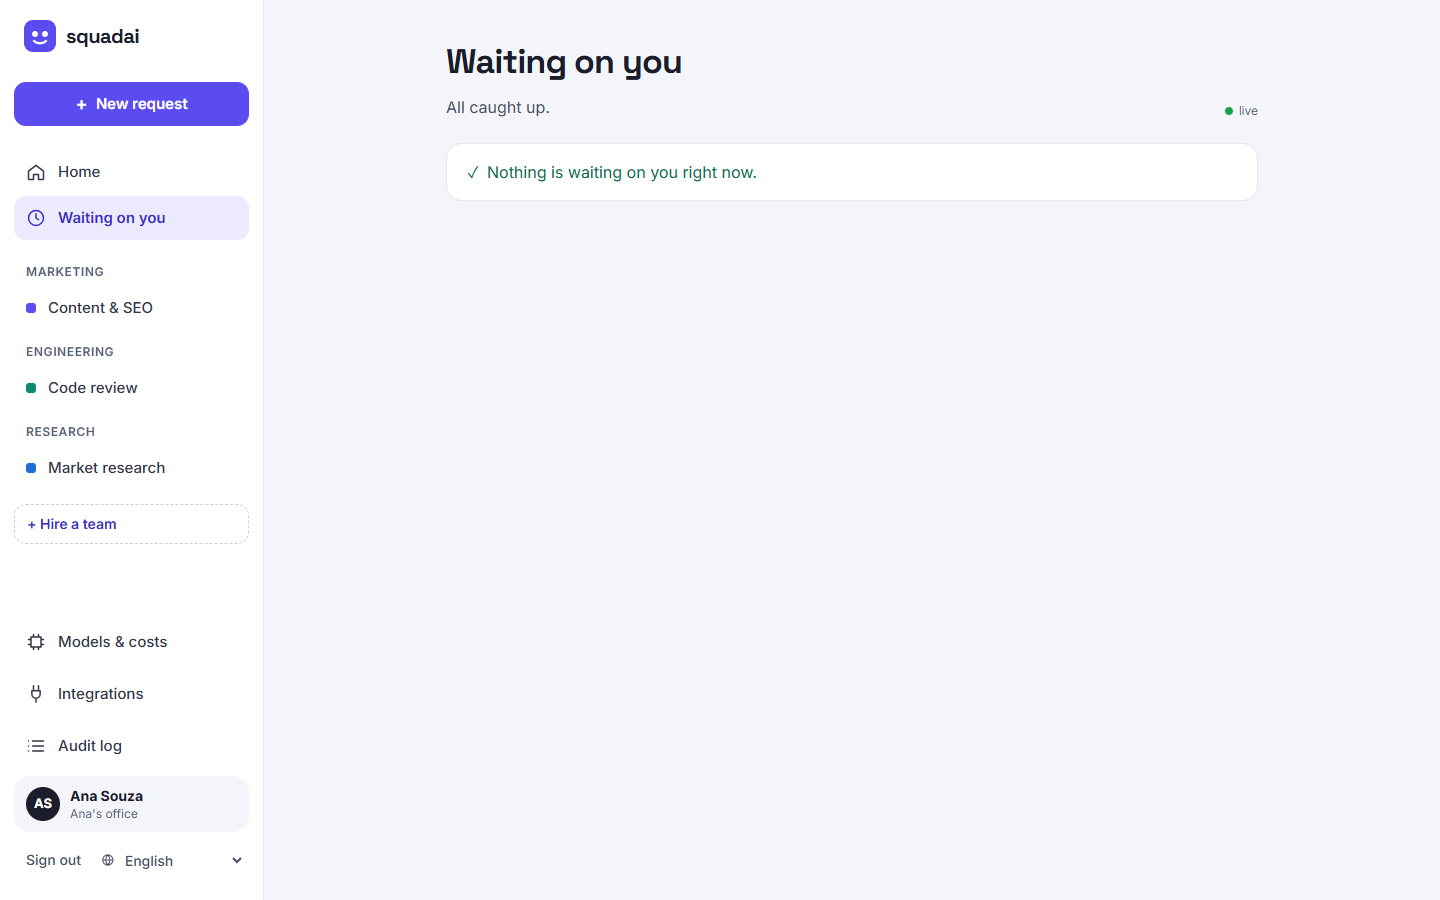 squadai
+ New request
Home
Waiting on you
MARKETING
Content & SEO
ENGINEERING
Code review
RESEARCH
Market research
+ Hire a team
Models & costs
Integrations
Audit log
AS
Ana Souza
Ana's office
Sign out
English
Waiting on you
All caught up.
live
✓ Nothing is waiting on you right now.